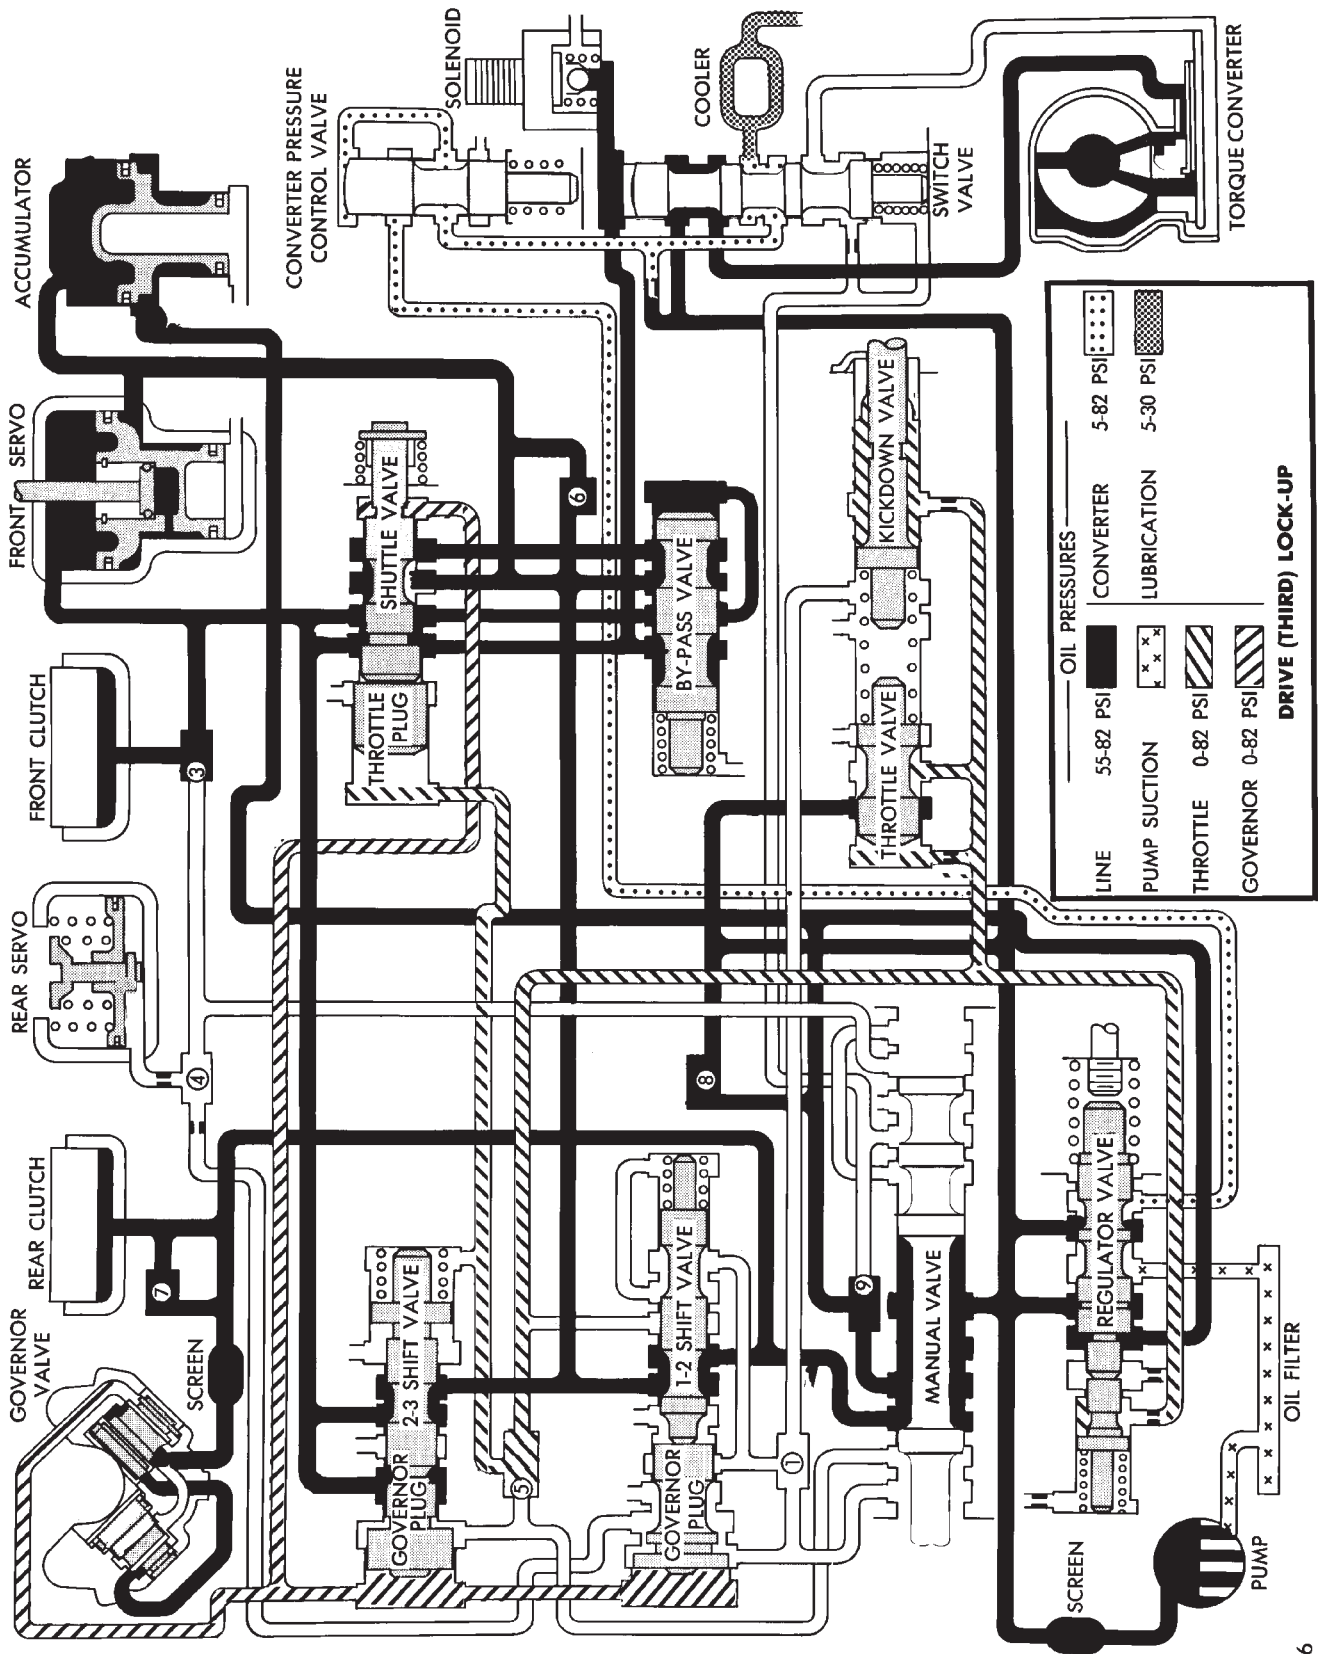 GOVERNOR
VALVE
REAR CLUTCH
REAR SERVO
FRONT CLUTCH
FRONT SERVO
ACCUMULATOR
CONVERTER PRESSURE
CONTROL VALVE
SOLENOID
COOLER
SWITCH
VALVE
TORQUE CONVERTER
SCREEN
7
4
3
GOVERNOR
PLUG
2-3 SHIFT VALVE
THROTTLE
PLUG
SHUTTLE VALVE
6
5
GOVERNOR
PLUG
1-2 SHIFT VALVE
8
BY-PASS VALVE
1
9
MANUAL VALVE
THROTTLE VALVE
KICKDOWN VALVE
REGULATOR VALVE
SCREEN
PUMP
OIL FILTER
OIL PRESSURES
LINE 55-82 PSI
CONVERTER 5-82 PSI
PUMP SUCTION
LUBRICATION 5-30 PSI
THROTTLE 0-82 PSI
GOVERNOR 0-82 PSI
DRIVE (THIRD) LOCK-UP
6